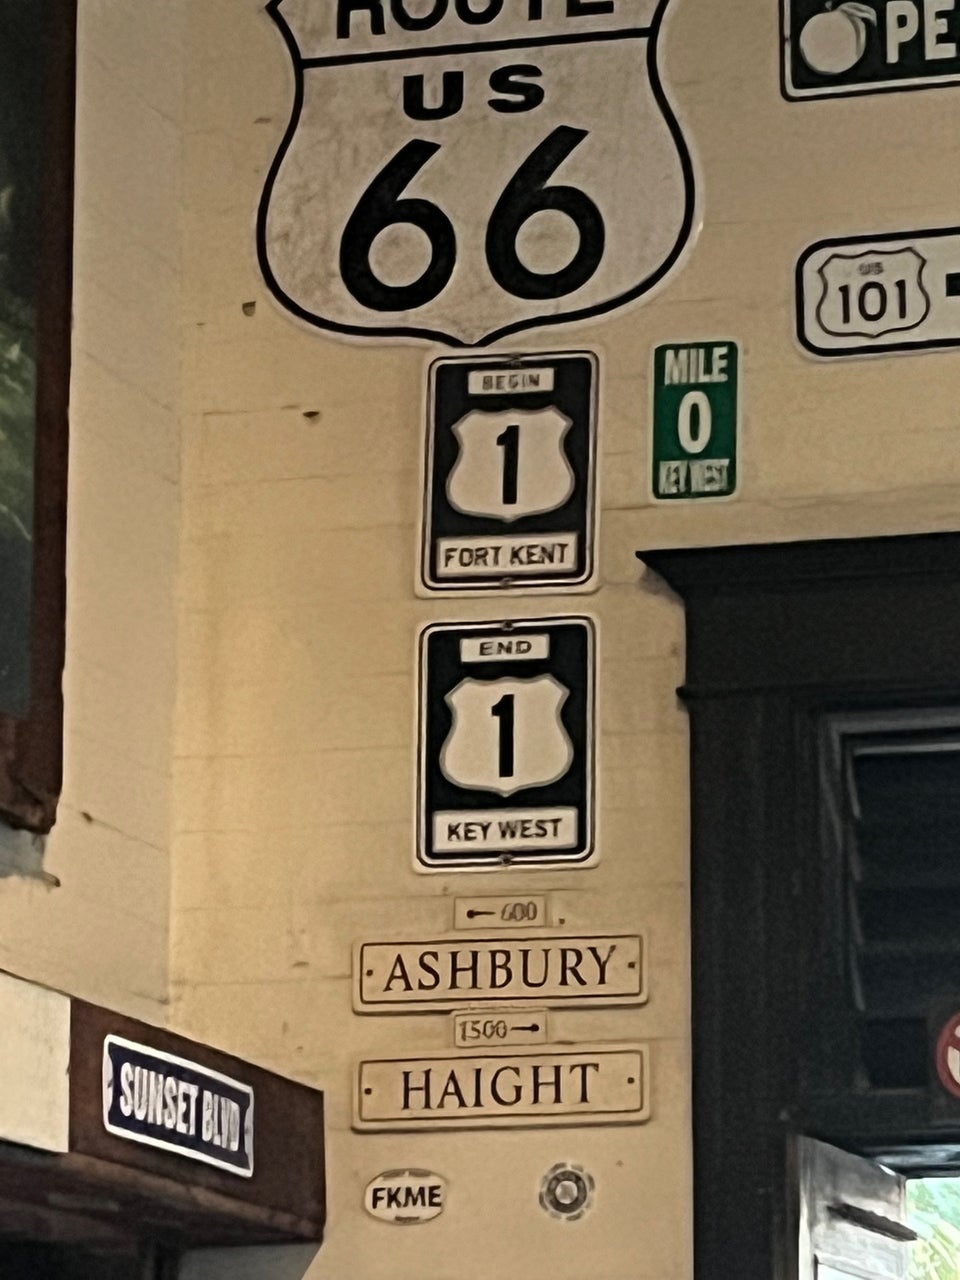 ROUTE
US
66
PE
US
101
BEGIN
1
FORT KENT
MILE
0
KEY WEST
END
1
KEY WEST
600
ASHBURY
1500
HAIGHT
SUNSET BLVD
FKME